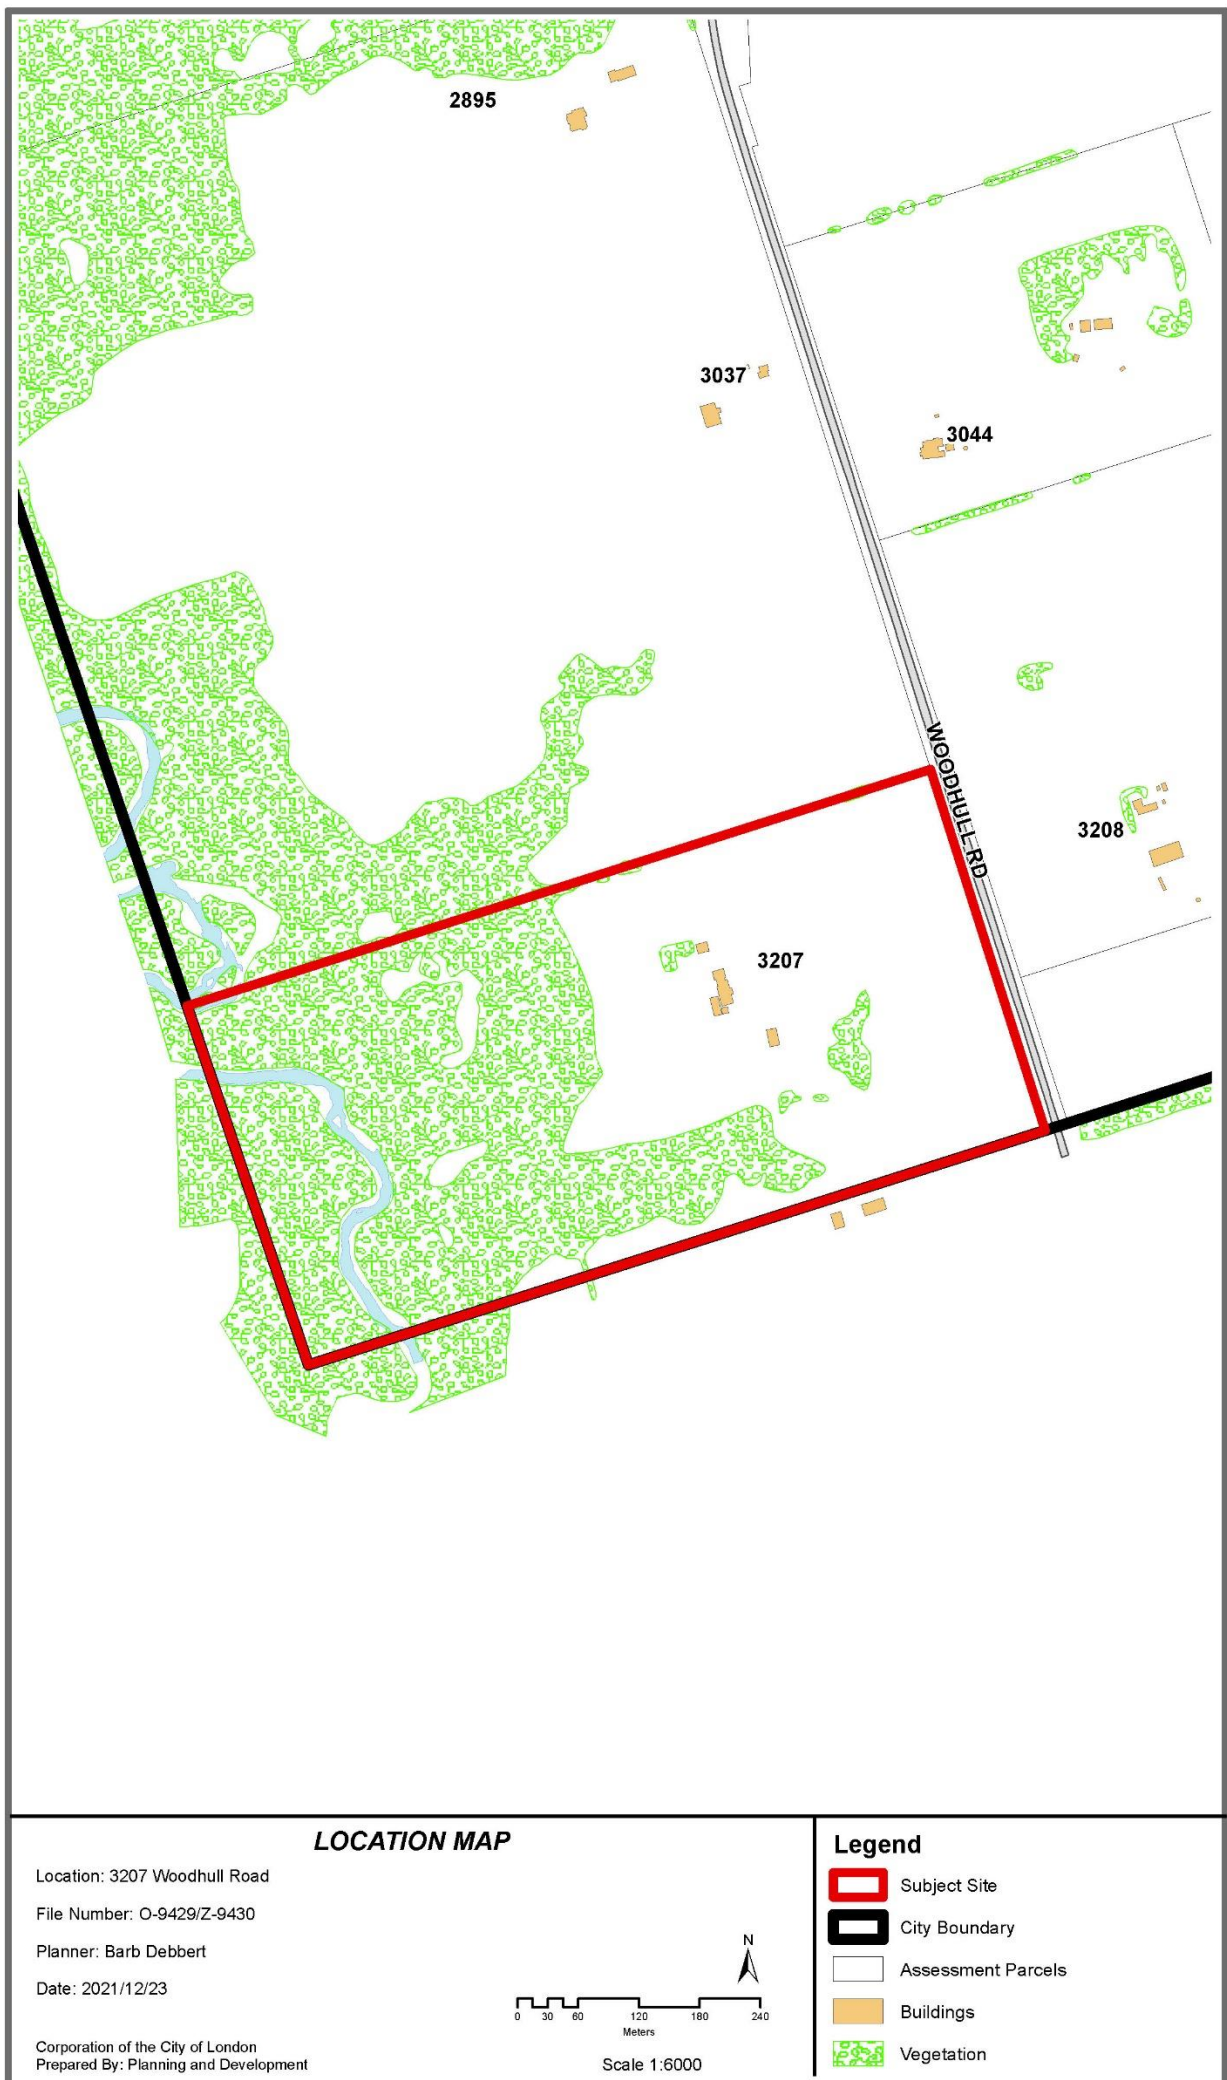 2895
3037
3044
WOODHULL RD
3208
3207
LOCATION MAP
Location: 3207 Woodhull Road
File Number: O-9429/Z-9430
Planner: Barb Debbert
Date: 2021/12/23
Corporation of the City of London
Prepared By: Planning and Development
N
0 30 60 120 180 240
Meters
Scale 1:6000
Legend
Subject Site
City Boundary
Assessment Parcels
Buildings
Vegetation